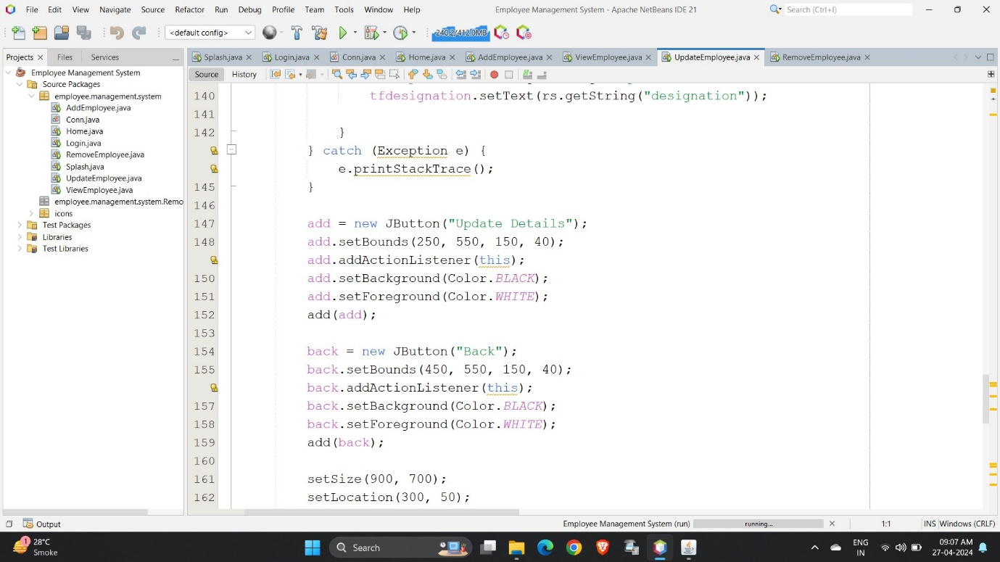 File Edit View Navigate Source Refactor Run Debug Profile Team Tools Window Help
Employee Management System - Apache NetBeans IDE 21
Search (Ctrl+I)
<default config>
240.2/412.0MB
Projects Files Services
Splash.java Login.java Conn.java Home.java AddEmployee.java ViewEmployee.java UpdateEmployee.java RemoveEmployee.java
Source History
Employee Management System
Source Packages
employee.management.system
AddEmployee.java
Conn.java
Home.java
Login.java
RemoveEmployee.java
Splash.java
UpdateEmployee.java
ViewEmployee.java
employee.management.system.Remo
icons
Test Packages
Libraries
Test Libraries
140 tfdesignation.setText(rs.getString("designation"));
141
142 }
} catch (Exception e) {
e.printStackTrace();
145 }
146
147 add = new JButton("Update Details");
148 add.setBounds(250, 550, 150, 40);
add.addActionListener(this);
150 add.setBackground(Color.BLACK);
151 add.setForeground(Color.WHITE);
152 add(add);
153
154 back = new JButton("Back");
155 back.setBounds(450, 550, 150, 40);
back.addActionListener(this);
157 back.setBackground(Color.BLACK);
158 back.setForeground(Color.WHITE);
159 add(back);
160
161 setSize(900, 700);
162 setLocation(300, 50);
Output
Employee Management System (run) running... 1:1 INS Windows (CRLF)
1
28°C
Smoke
Search
ENG
IN
09:07 AM
27-04-2024